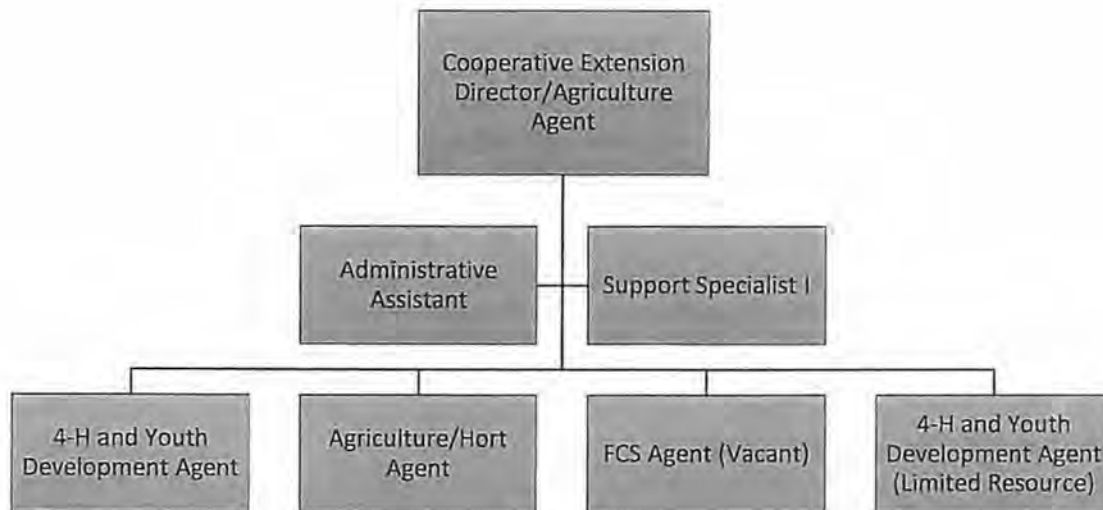 Cooperative Extension
Director/Agriculture
Agent
Administrative
Assistant
Support Specialist I
4-H and Youth
Development Agent
Agriculture/Hort
Agent
FCS Agent (Vacant)
4-H and Youth
Development Agent
(Limited Resource)